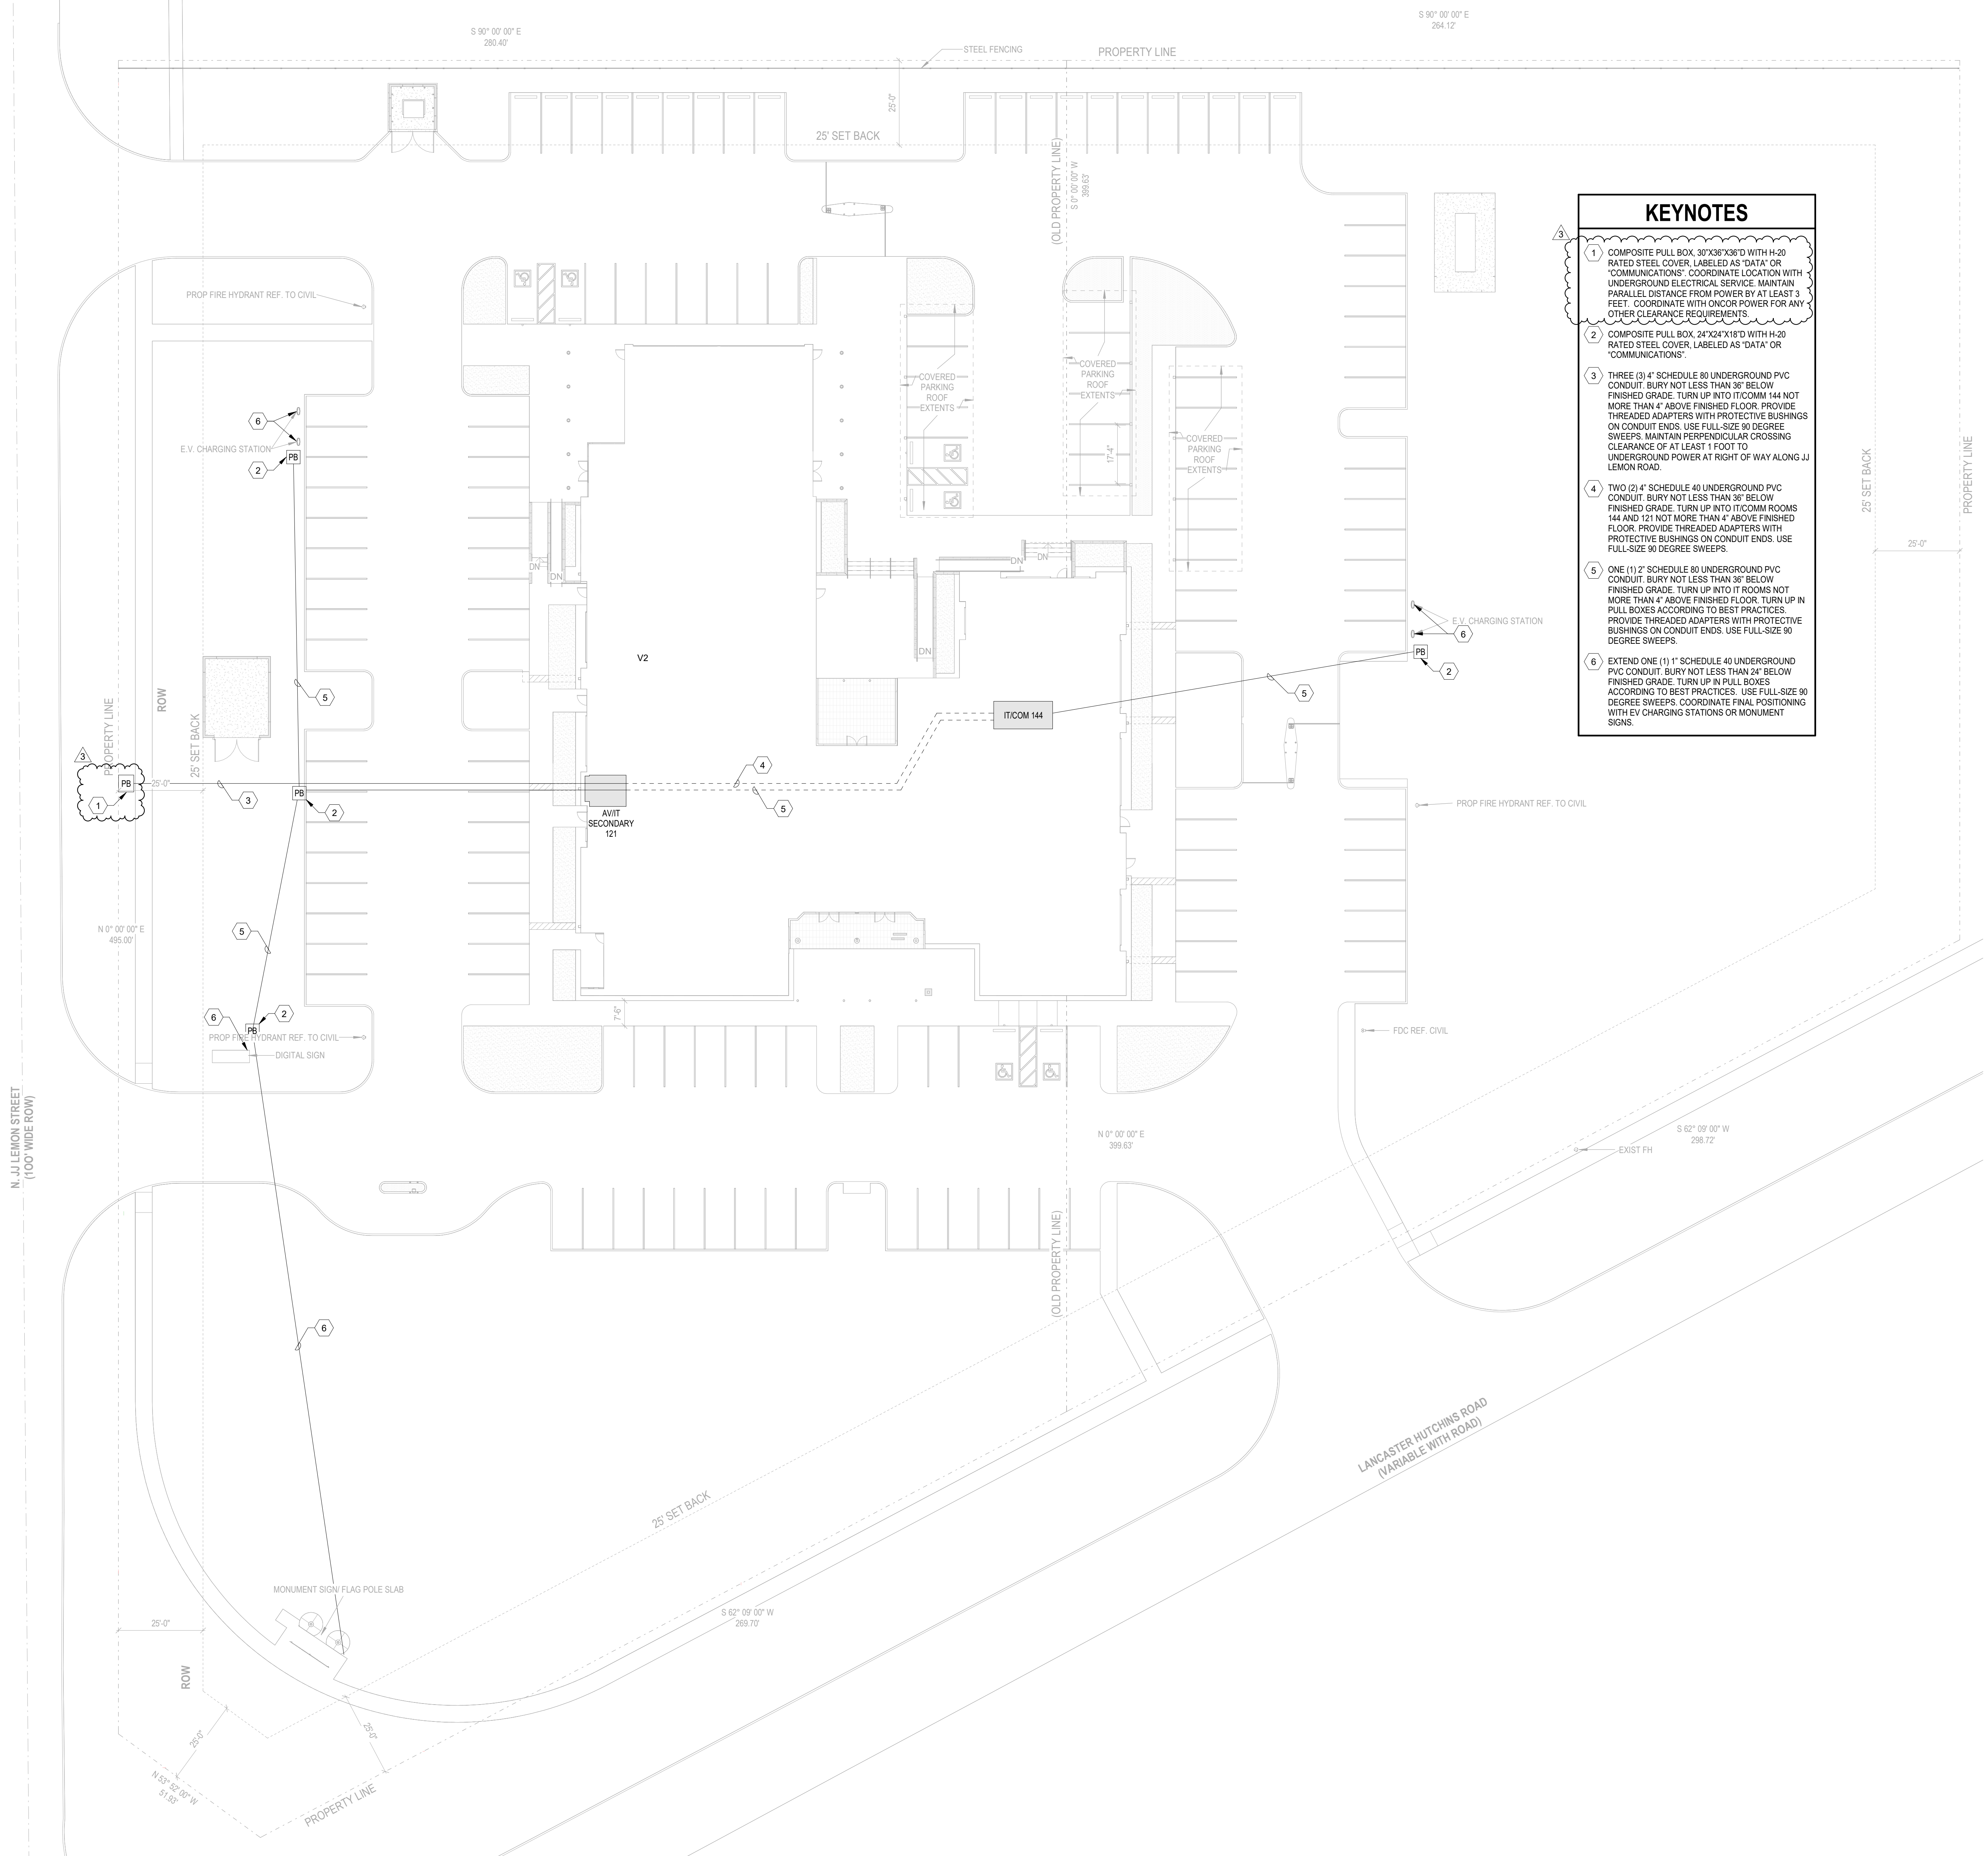 S 90° 00' 00" E
280.40'
S 90° 00' 00" E
264.12'
STEEL FENCING
PROPERTY LINE
25'-0"
25' SET BACK
(OLD PROPERTY LINE)
S 0° 00' 00" W
399.63'
KEYNOTES
3
1
COMPOSITE PULL BOX, 30"X36"X36"D WITH H-20
RATED STEEL COVER, LABELED AS "DATA" OR
"COMMUNICATIONS". COORDINATE LOCATION WITH
UNDERGROUND ELECTRICAL SERVICE. MAINTAIN
PARALLEL DISTANCE FROM POWER BY AT LEAST 3
FEET. COORDINATE WITH ONCOR POWER FOR ANY
OTHER CLEARANCE REQUIREMENTS.
2
COMPOSITE PULL BOX, 24"X24"X18"D WITH H-20
RATED STEEL COVER, LABELED AS "DATA" OR
"COMMUNICATIONS".
3
THREE (3) 4" SCHEDULE 80 UNDERGROUND PVC
CONDUIT. BURY NOT LESS THAN 36" BELOW
FINISHED GRADE. TURN UP INTO IT/COMM 144 NOT
MORE THAN 4" ABOVE FINISHED FLOOR. PROVIDE
THREADED ADAPTERS WITH PROTECTIVE BUSHINGS
ON CONDUIT ENDS. USE FULL-SIZE 90 DEGREE
SWEEPS. MAINTAIN PERPENDICULAR CROSSING
CLEARANCE OF AT LEAST 1 FOOT TO
UNDERGROUND POWER AT RIGHT OF WAY ALONG JJ
LEMON ROAD.
4
TWO (2) 4" SCHEDULE 40 UNDERGROUND PVC
CONDUIT. BURY NOT LESS THAN 36" BELOW
FINISHED GRADE. TURN UP INTO IT/COMM ROOMS
144 AND 121 NOT MORE THAN 4" ABOVE FINISHED
FLOOR. PROVIDE THREADED ADAPTERS WITH
PROTECTIVE BUSHINGS ON CONDUIT ENDS. USE
FULL-SIZE 90 DEGREE SWEEPS.
5
ONE (1) 2" SCHEDULE 80 UNDERGROUND PVC
CONDUIT. BURY NOT LESS THAN 36" BELOW
FINISHED GRADE. TURN UP INTO IT ROOMS NOT
MORE THAN 4" ABOVE FINISHED FLOOR. TURN UP IN
PULL BOXES ACCORDING TO BEST PRACTICES.
PROVIDE THREADED ADAPTERS WITH PROTECTIVE
BUSHINGS ON CONDUIT ENDS. USE FULL-SIZE 90
DEGREE SWEEPS.
6
EXTEND ONE (1) 1" SCHEDULE 40 UNDERGROUND
PVC CONDUIT. BURY NOT LESS THAN 24" BELOW
FINISHED GRADE. TURN UP IN PULL BOXES
ACCORDING TO BEST PRACTICES. USE FULL-SIZE 90
DEGREE SWEEPS. COORDINATE FINAL POSITIONING
WITH EV CHARGING STATIONS OR MONUMENT
SIGNS.
PROP FIRE HYDRANT REF. TO CIVIL
COVERED
PARKING
ROOF
EXTENTS
COVERED
PARKING
ROOF
EXTENTS
COVERED
PARKING
ROOF
EXTENTS
17'-4"
6
E.V. CHARGING STATION
2
PB
25' SET BACK
PROPERTY LINE
25'-0"
DN
DN
DN
DN
DN
E.V. CHARGING STATION
6
PB
2
V2
5
5
PROPERTY LINE
ROW
25' SET BACK
IT/COM 144
3
PB
25'-0"
1
3
PB
2
4
5
AV/IT
SECONDARY
121
PROP FIRE HYDRANT REF. TO CIVIL
N 0° 00' 00" E
495.00'
5
6
2
PB
PROP FIRE HYDRANT REF. TO CIVIL
DIGITAL SIGN
7'-6"
FDC REF. CIVIL
N. JJ LEMON STREET
(100' WIDE ROW)
N 0° 00' 00" E
399.63'
S 62° 09' 00" W
298.72'
EXIST FH
(OLD PROPERTY LINE)
6
LANCASTER HUTCHINS ROAD
(VARIABLE WITH ROAD)
25' SET BACK
MONUMENT SIGN/ FLAG POLE SLAB
S 62° 09' 00" W
269.70'
25'-0"
ROW
25'-0"
25'-0"
N 53° 52' 00" W
51.93'
PROPERTY LINE